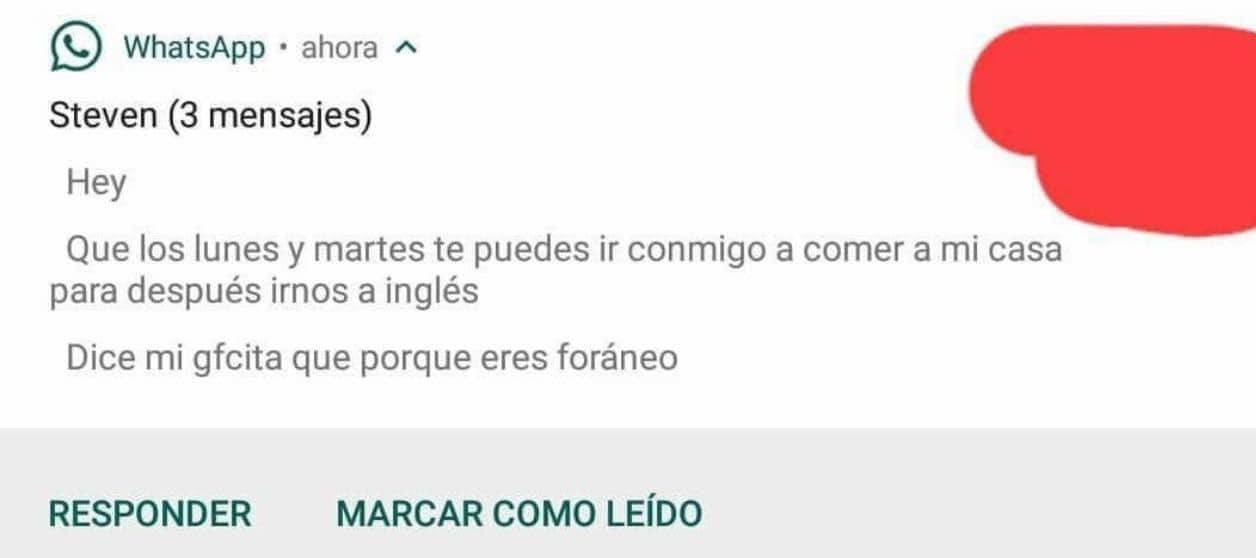 WhatsApp • ahora
Steven (3 mensajes)
Hey
Que los lunes y martes te puedes ir conmigo a comer a mi casa
para después irnos a inglés
Dice mi gfcita que porque eres foráneo
RESPONDER MARCAR COMO LEÍDO